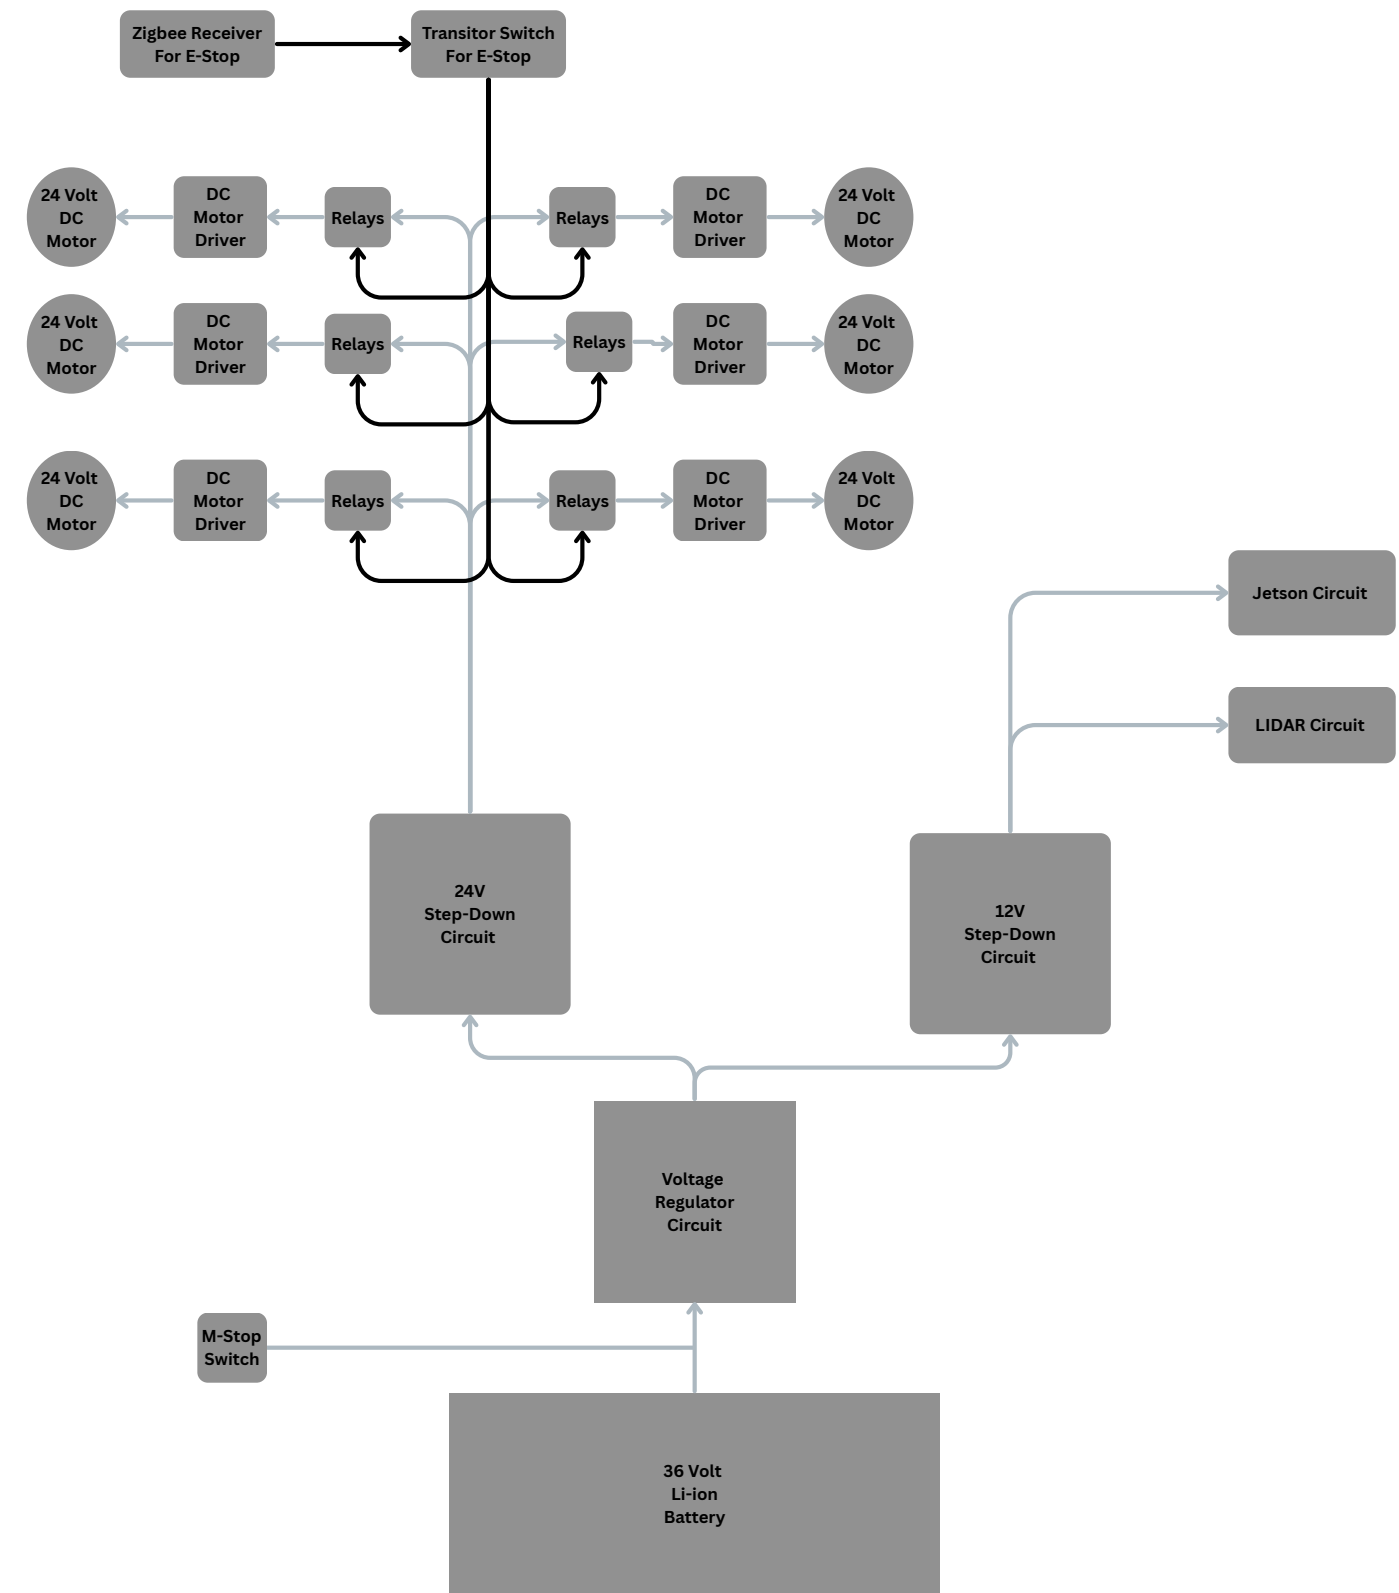 Zigbee Receiver
For E-Stop
Transitor Switch
For E-Stop
24 Volt
DC
Motor
DC
Motor
Driver
Relays
Relays
DC
Motor
Driver
24 Volt
DC
Motor
24 Volt
DC
Motor
DC
Motor
Driver
Relays
Relays
DC
Motor
Driver
24 Volt
DC
Motor
24 Volt
DC
Motor
DC
Motor
Driver
Relays
Relays
DC
Motor
Driver
24 Volt
DC
Motor
Jetson Circuit
LIDAR Circuit
24V
Step-Down
Circuit
12V
Step-Down
Circuit
Voltage
Regulator
Circuit
M-Stop
Switch
36 Volt
Li-ion
Battery